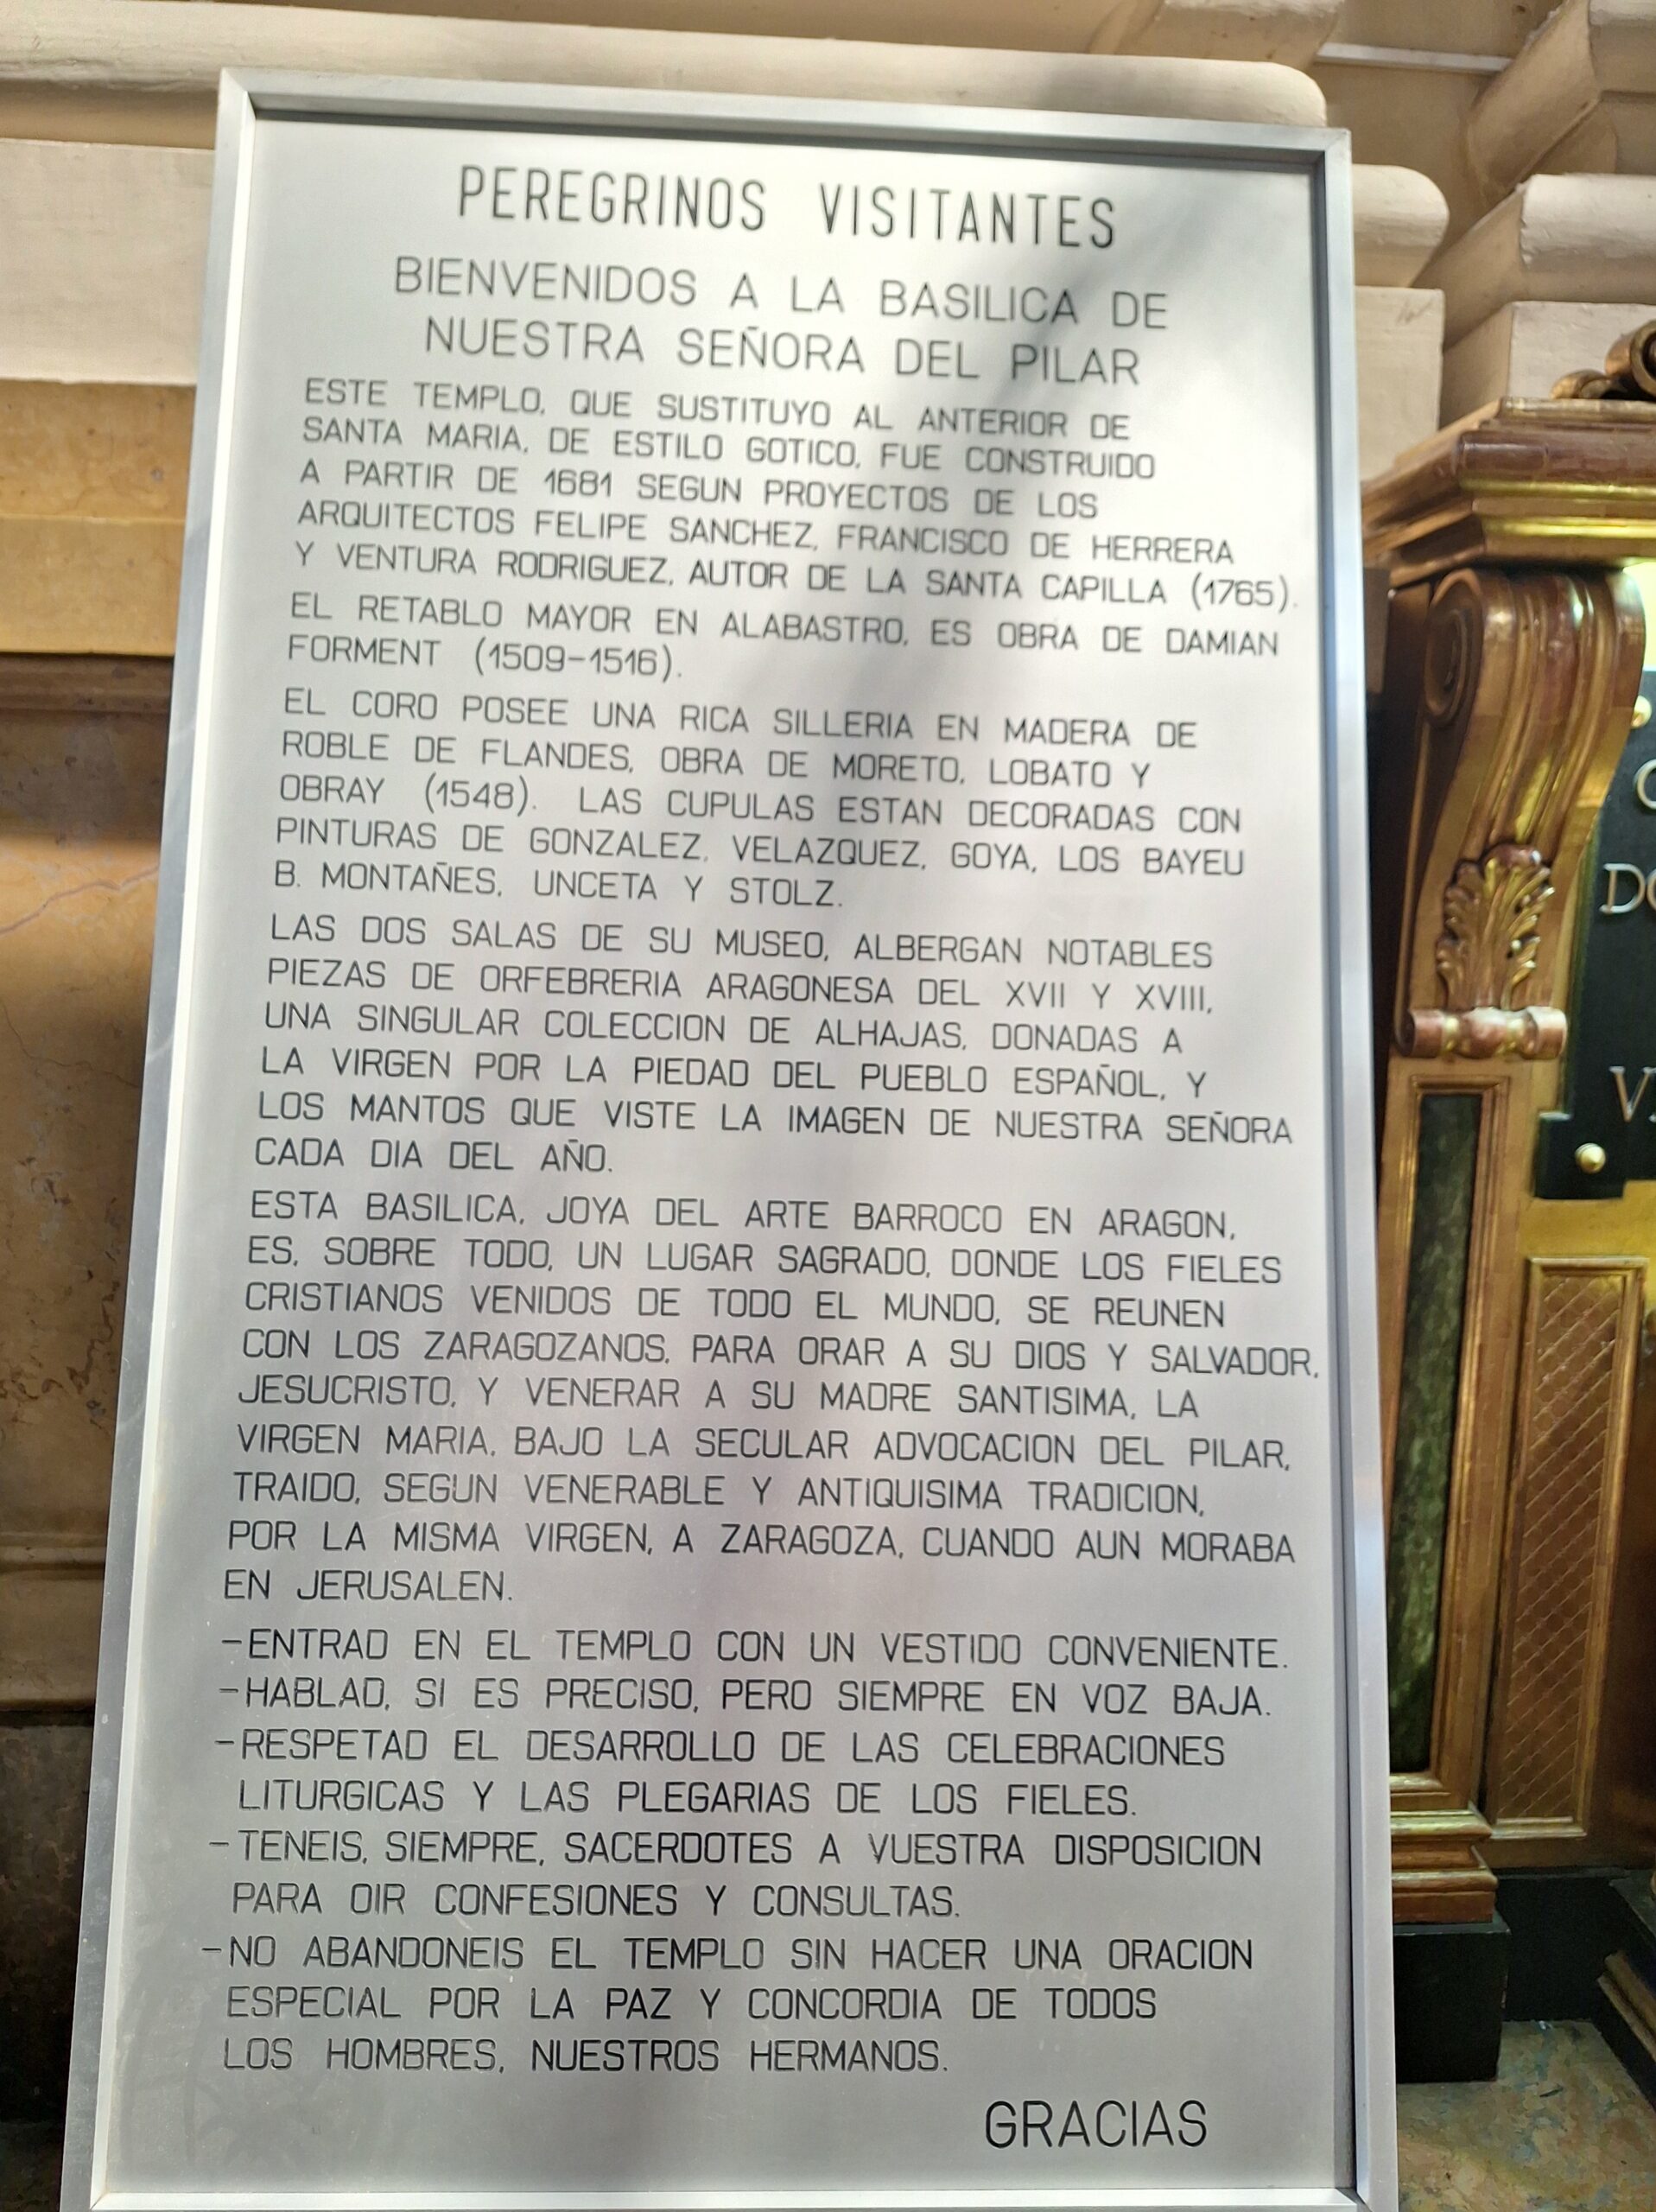 PEREGRINOS VISITANTES
BIENVENIDOS A LA BASILICA DE
NUESTRA SEÑORA DEL PILAR
ESTE TEMPLO, QUE SUSTITUYO AL ANTERIOR DE
SANTA MARIA, DE ESTILO GOTICO, FUE CONSTRUIDO
A PARTIR DE 1681 SEGUN PROYECTOS DE LOS
ARQUITECTOS FELIPE SANCHEZ, FRANCISCO DE HERRERA
Y VENTURA RODRIGUEZ, AUTOR DE LA SANTA CAPILLA (1765).
EL RETABLO MAYOR EN ALABASTRO, ES OBRA DE DAMIAN
FORMENT (1509-1516).
EL CORO POSEE UNA RICA SILLERIA EN MADERA DE
ROBLE DE FLANDES, OBRA DE MORETO, LOBATO Y
OBRAY (1548). LAS CUPULAS ESTAN DECORADAS CON
PINTURAS DE GONZALEZ, VELAZQUEZ, GOYA, LOS BAYEU
B. MONTAÑES, UNCETA Y STOLZ.
LAS DOS SALAS DE SU MUSEO, ALBERGAN NOTABLES
PIEZAS DE ORFEBRERIA ARAGONESA DEL XVII Y XVIII,
UNA SINGULAR COLECCION DE ALHAJAS, DONADAS A
LA VIRGEN POR LA PIEDAD DEL PUEBLO ESPAÑOL, Y
LOS MANTOS QUE VISTE LA IMAGEN DE NUESTRA SEÑORA
CADA DIA DEL AÑO.
ESTA BASILICA, JOYA DEL ARTE BARROCO EN ARAGON,
ES, SOBRE TODO, UN LUGAR SAGRADO, DONDE LOS FIELES
CRISTIANOS VENIDOS DE TODO EL MUNDO, SE REUNEN
CON LOS ZARAGOZANOS, PARA ORAR A SU DIOS Y SALVADOR,
JESUCRISTO, Y VENERAR A SU MADRE SANTISIMA, LA
VIRGEN MARIA, BAJO LA SECULAR ADVOCACION DEL PILAR,
TRAIDO, SEGUN VENERABLE Y ANTIQUISIMA TRADICION,
POR LA MISMA VIRGEN, A ZARAGOZA, CUANDO AUN MORABA
EN JERUSALEN.
-ENTRAD EN EL TEMPLO CON UN VESTIDO CONVENIENTE.
-HABLAD, SI ES PRECISO, PERO SIEMPRE EN VOZ BAJA.
-RESPETAD EL DESARROLLO DE LAS CELEBRACIONES
LITURGICAS Y LAS PLEGARIAS DE LOS FIELES.
-TENEIS, SIEMPRE, SACERDOTES A VUESTRA DISPOSICION
PARA OIR CONFESIONES Y CONSULTAS.
-NO ABANDONEIS EL TEMPLO SIN HACER UNA ORACION
ESPECIAL POR LA PAZ Y CONCORDIA DE TODOS
LOS HOMBRES, NUESTROS HERMANOS.
GRACIAS